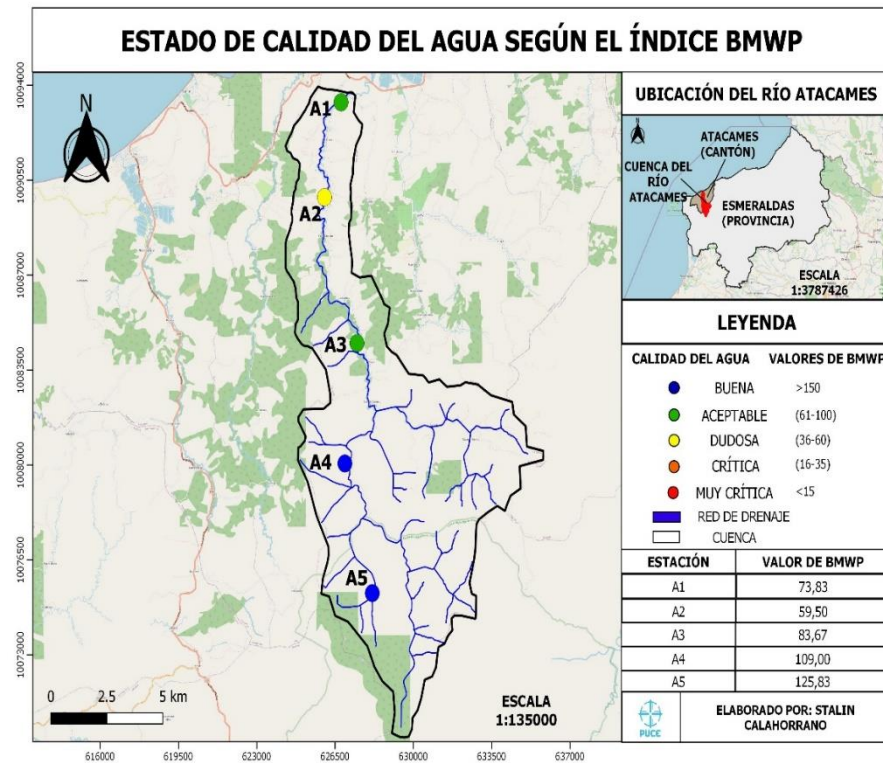 ESTADO DE CALIDAD DEL AGUA SEGÚN EL ÍNDICE BMWP
10094000
10090500
10087000
10083500
10080000
10076500
10073000
N
A1
A2
A3
A4
A5
0 2.5 5 km
ESCALA
1:135000
616000 619500 623000 626500 630000 633500 637000
UBICACIÓN DEL RÍO ATACAMES
N
ATACAMES
(CANTÓN)
CUENCA DEL
RÍO
ATACAMES
ESMERALDAS
(PROVINCIA)
ESCALA
1:3787426
LEYENDA
CALIDAD DEL AGUA VALORES DE BMWP
BUENA >150
ACEPTABLE (61-100)
DUDOSA (36-60)
CRÍTICA (16-35)
MUY CRÍTICA <15
RED DE DRENAJE
CUENCA
ESTACIÓN VALOR DE BMWP
A1 73,83
A2 59,50
A3 83,67
A4 109,00
A5 125,83
PUCE
ELABORADO POR: STALIN
CALAHORRANO